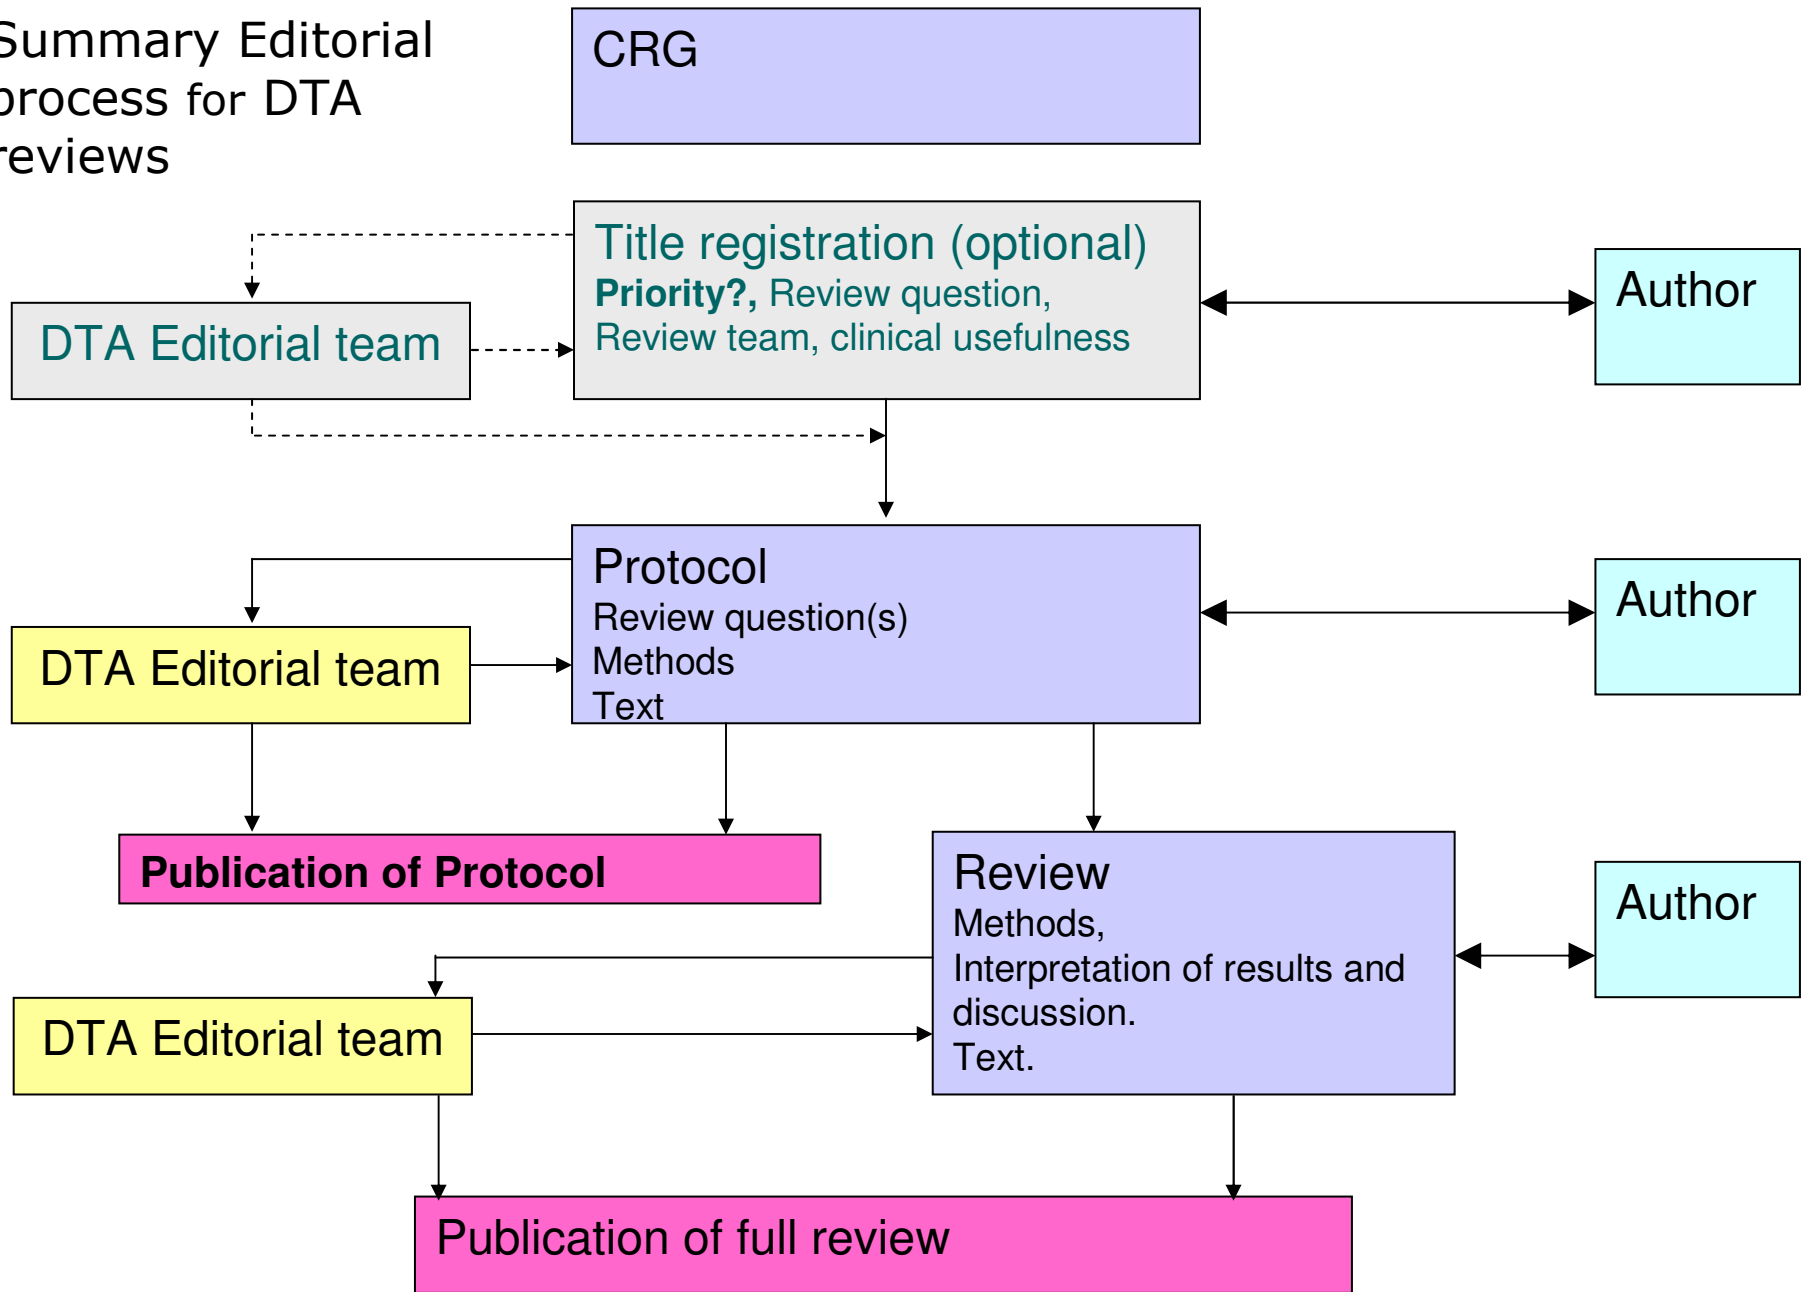 Summary Editorial
process for DTA
reviews
CRG
Title registration (optional)
Priority?, Review question,
Review team, clinical usefulness
Author
DTA Editorial team
Protocol
Review question(s)
Methods
Text
Author
DTA Editorial team
Publication of Protocol
Review
Methods,
Interpretation of results and
discussion.
Text.
Author
DTA Editorial team
Publication of full review